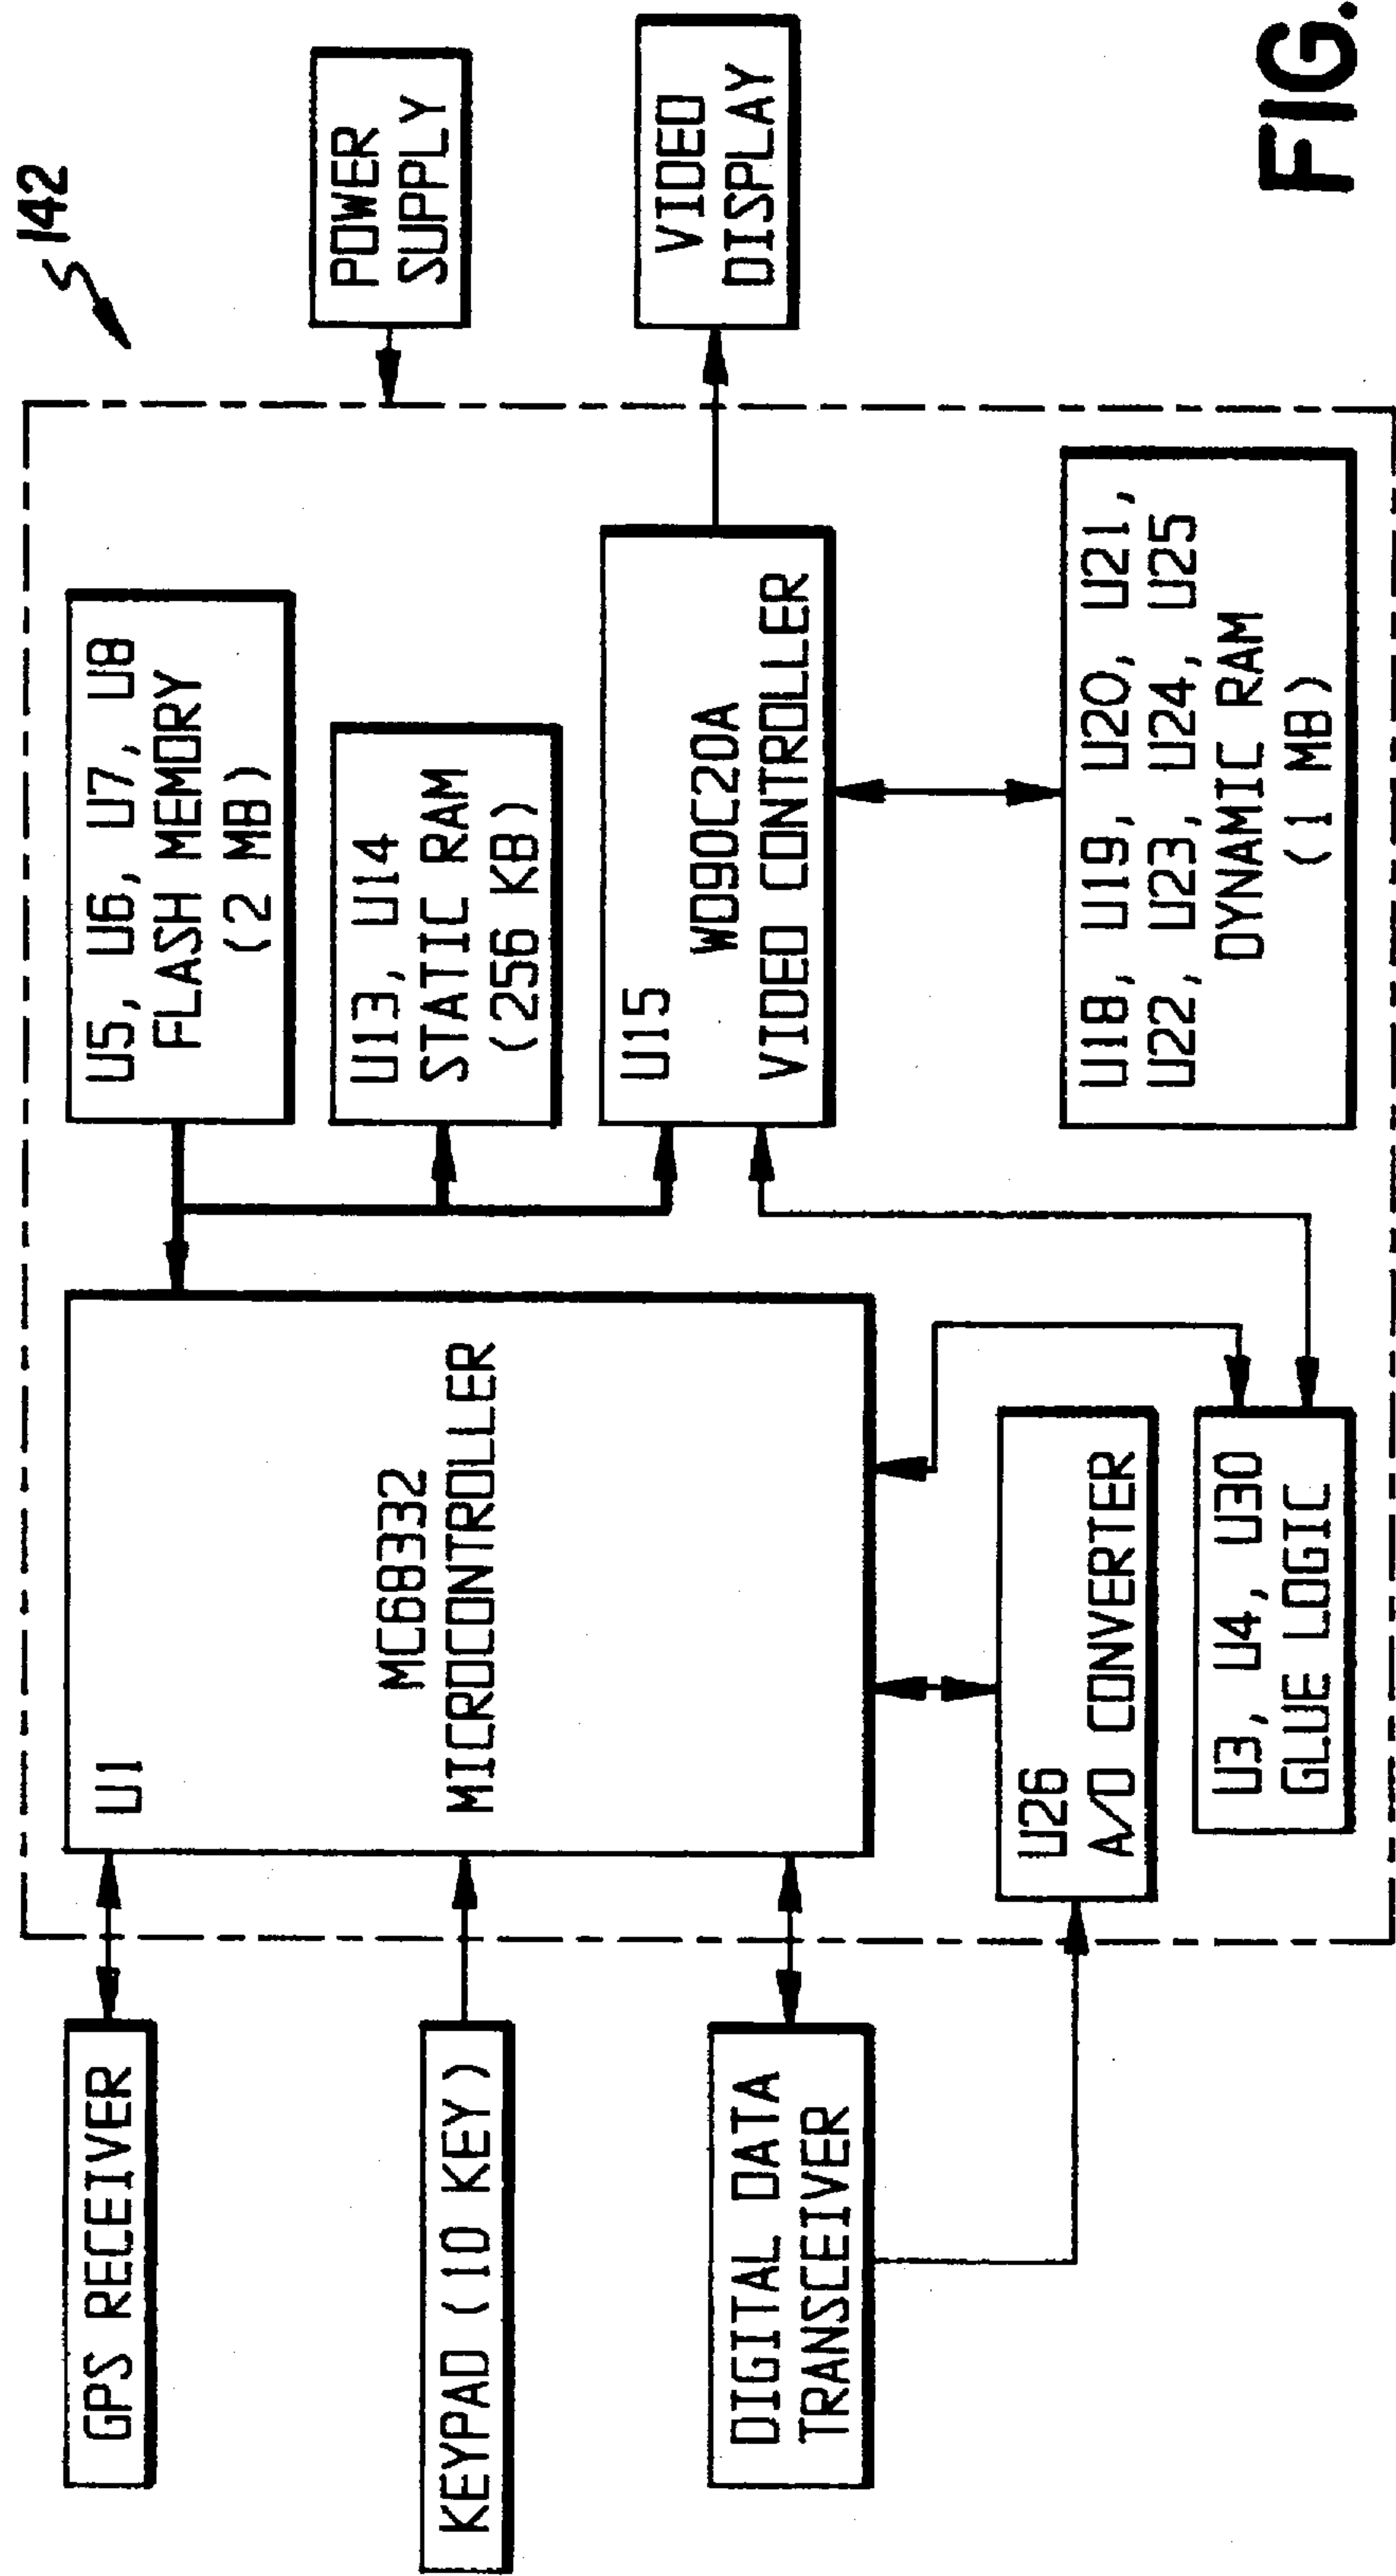 142
GPS RECEIVER
KEYPAD (10 KEY)
DIGITAL DATA
TRANSCEIVER
U1
MC68332
MICROCONTROLLER
U26
A/D CONVERTER
U3, U4, U30
GLUE LOGIC
U5, U6, U7, U8
FLASH MEMORY
(2 MB)
U13, U14
STATIC RAM
(256 KB)
U15
WD90C20A
VIDEO CONTROLLER
U18, U19, U20, U21,
U22, U23, U24, U25
DYNAMIC RAM
(1 MB)
POWER
SUPPLY
VIDEO
DISPLAY
FIG.